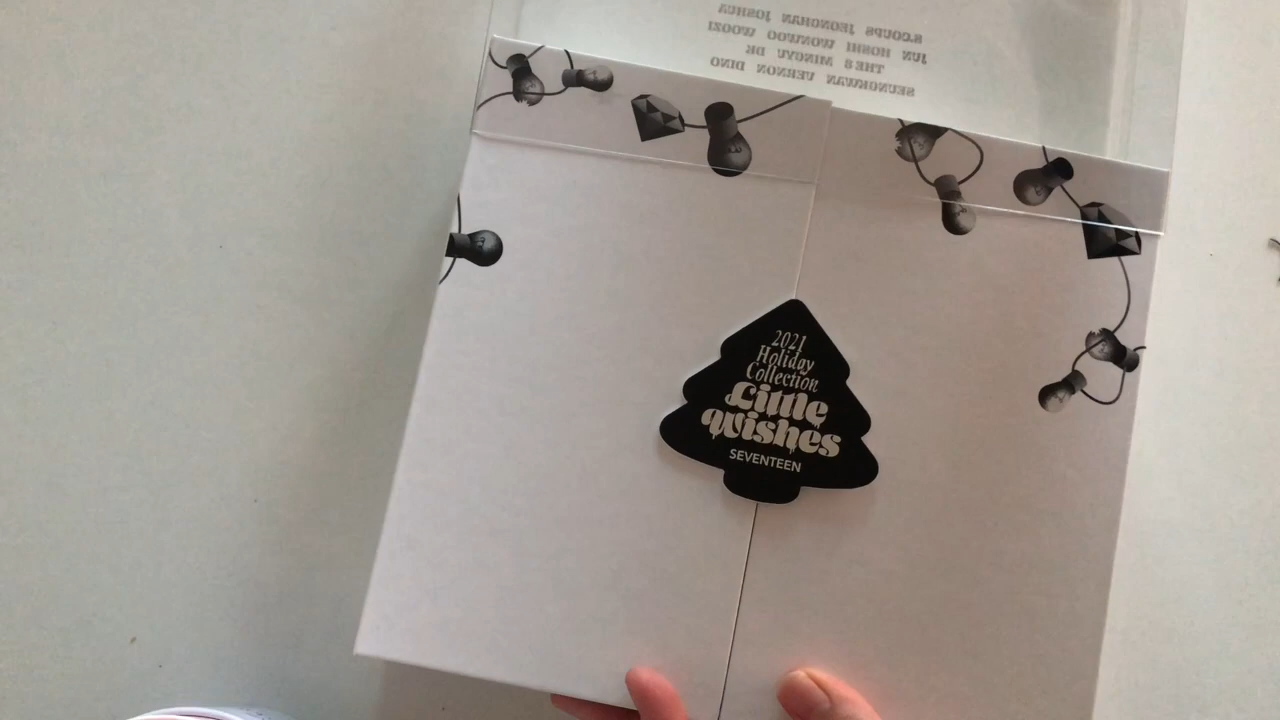 S.COUPS JEONGHAN JOSHUA
JUN HOSHI WONWOO WOOZI
THE 8 MINGYU DK
SEUNGKWAN VERNON DINO
2021
Holiday
Collection
Little
Wishes
SEVENTEEN